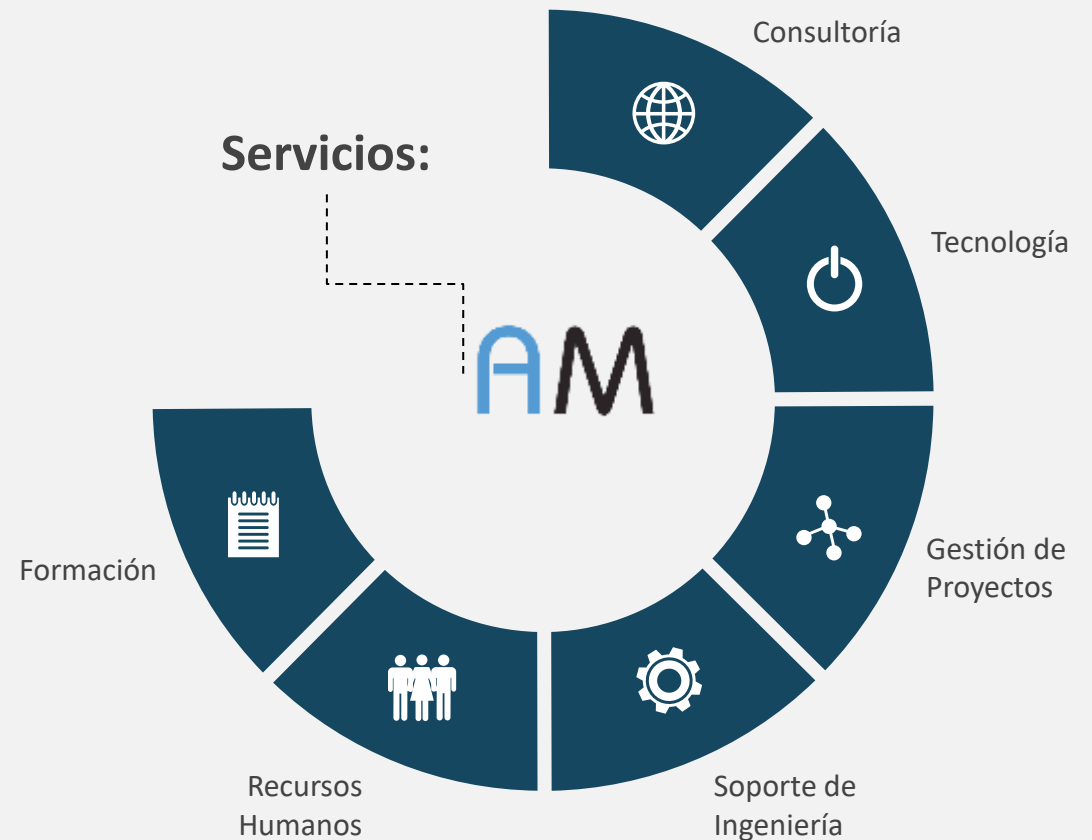 Servicios:
AM
Consultoría
Tecnología
Gestión de
Proyectos
Soporte de
Ingeniería
Recursos
Humanos
Formación